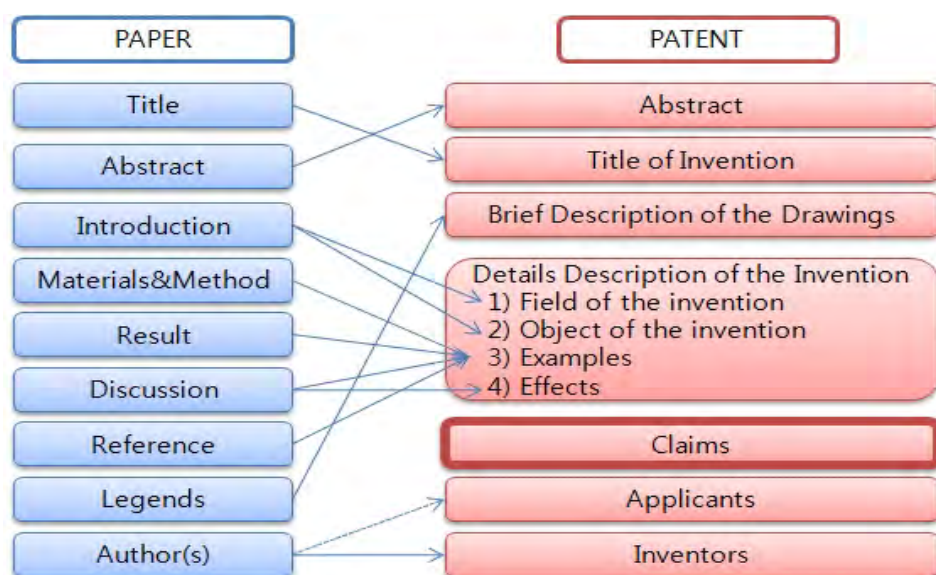 PAPER
PATENT
Title
Abstract
Introduction
Materials&Method
Result
Discussion
Reference
Legends
Author(s)
Abstract
Title of Invention
Brief Description of the Drawings
Details Description of the Invention
1) Field of the invention
2) Object of the invention
3) Examples
4) Effects
Claims
Applicants
Inventors